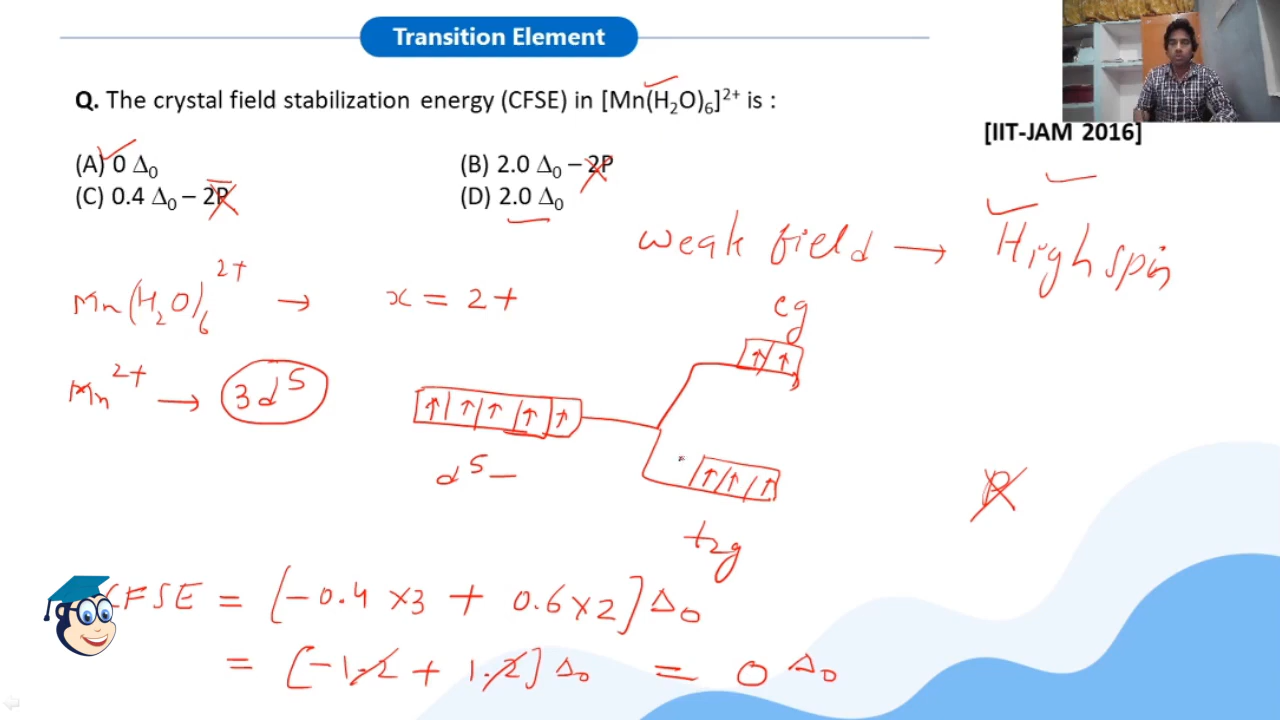 Transition Element
Q. The crystal field stabilization energy (CFSE) in [Mn(H₂O)₆]²⁺ is :
[IIT-JAM 2016]
(A) 0 Δ₀
(B) 2.0 Δ₀ – 2P
(C) 0.4 Δ₀ – 2P
(D) 2.0 Δ₀
weak field → High spin
Mn(H₂O)₆²⁺ → x = 2+
eg
Mn²⁺ → 3d⁵
↑ ↑
↑ ↑ ↑ ↑ ↑
d⁵
↑ ↑ ↑
P
t₂g
CFSE = [-0.4 × 3 + 0.6 × 2] Δ₀
= [-1.2 + 1.2] Δ₀ = 0 Δ₀